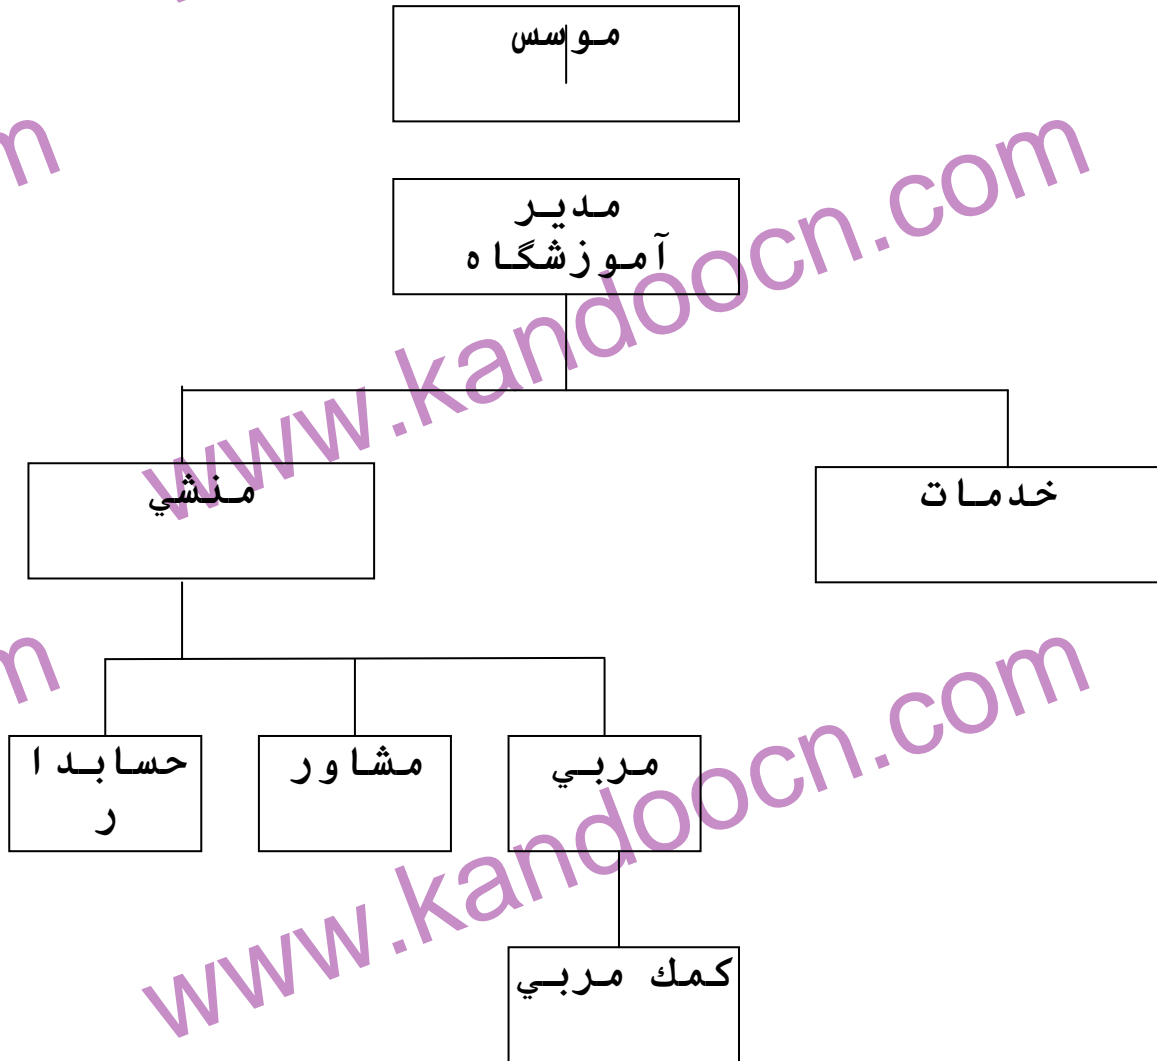 موسس
مدير
آموزشگاه
www.kandoocn.com
منشي
خدمات
حسابدا
ر
مشاور
مربي
www.kandoocn.com
كمك مربي
m
m